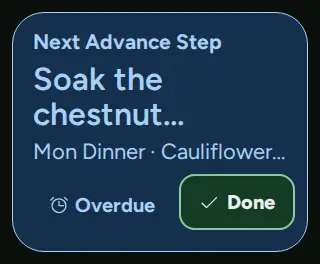 Next Advance Step
Soak the
chestnut…
Mon Dinner · Cauliflower…
Overdue
Done